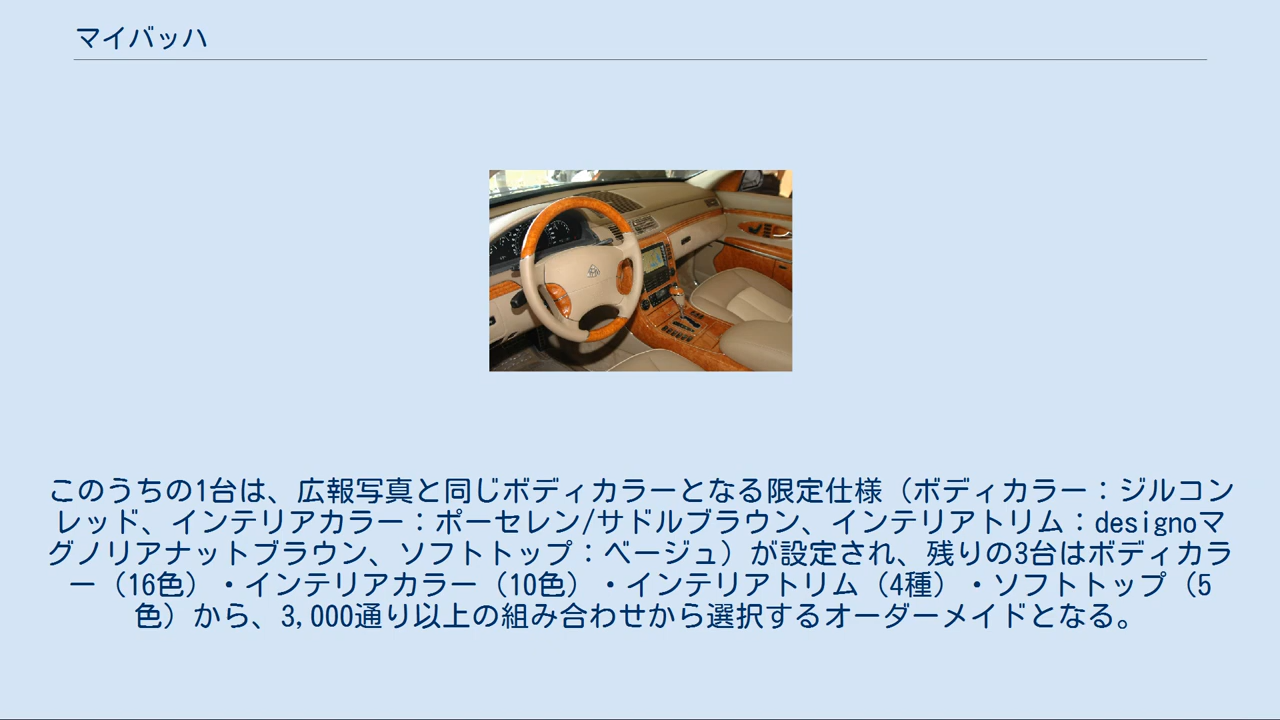 マイバッハ
このうちの1台は、広報写真と同じボディカラーとなる限定仕様（ボディカラー：ジルコン
レッド、インテリアカラー：ポーセレン/サドルブラウン、インテリアトリム：designoマ
グノリアナットブラウン、ソフトトップ：ベージュ）が設定され、残りの3台はボディカラ
ー（16色）・インテリアカラー（10色）・インテリアトリム（4種）・ソフトトップ（5
色）から、3,000通り以上の組み合わせから選択するオーダーメイドとなる。